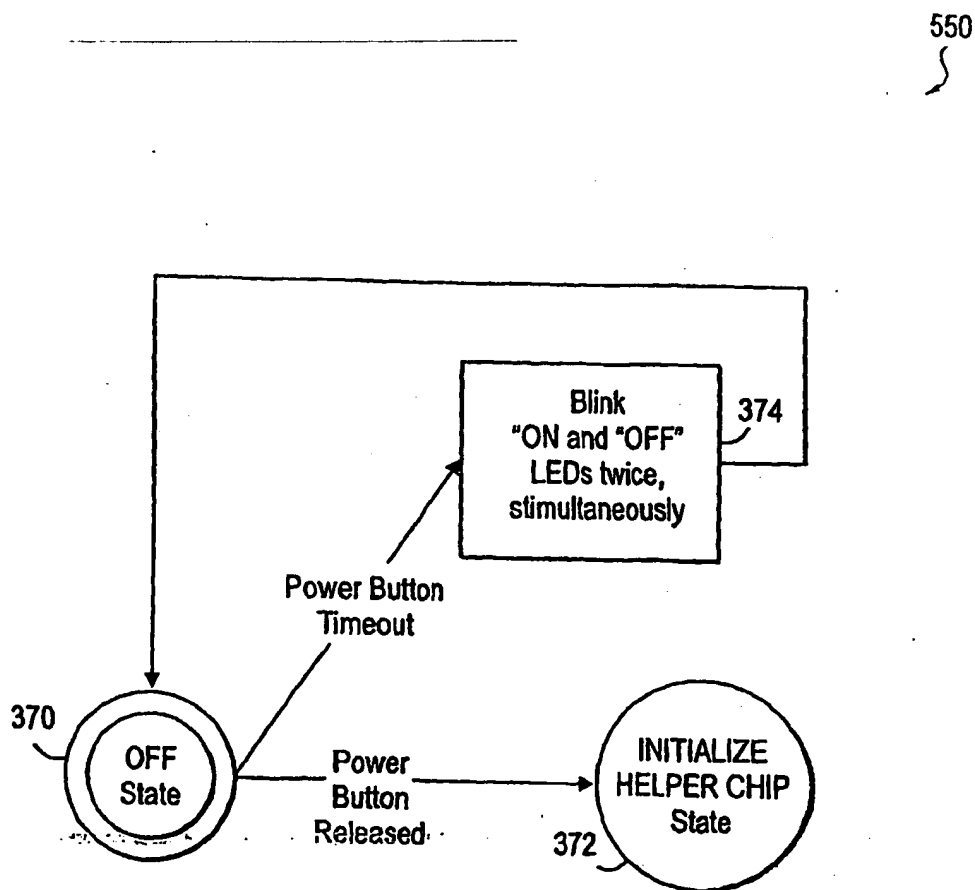 550
Blink
"ON and "OFF"
LEDs twice,
stimultaneously
374
Power Button
Timeout
370
OFF
State
Power
Button
Released
INITIALIZE
HELPER CHIP
State
372